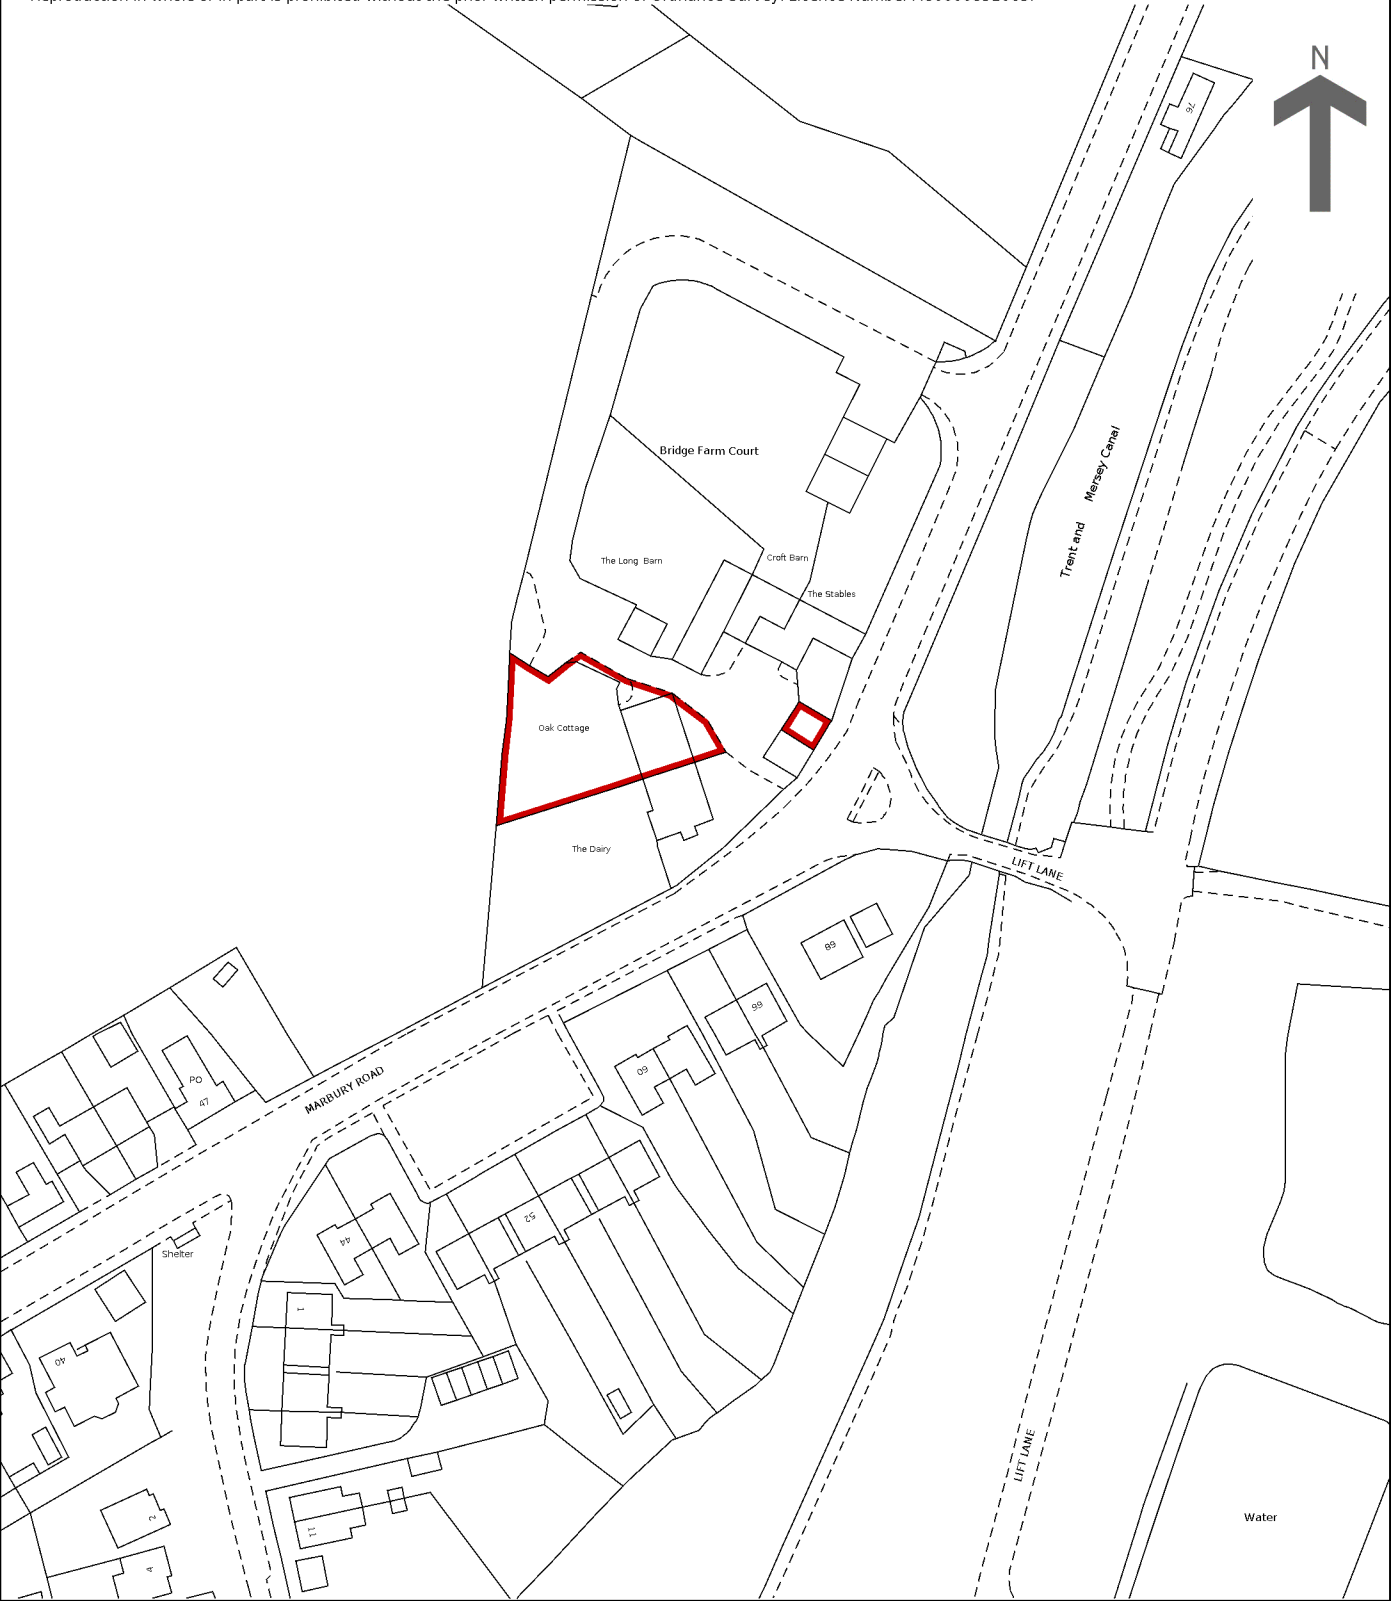 N
76
Bridge Farm Court
Trent and Mersey Canal
The Long Barn
Croft Barn
The Stables
Oak Cottage
The Dairy
LIFT LANE
68
66
60
PO
47
MARBURY ROAD
52
44
Shelter
1
40
2
11
4
LIFT LANE
Water